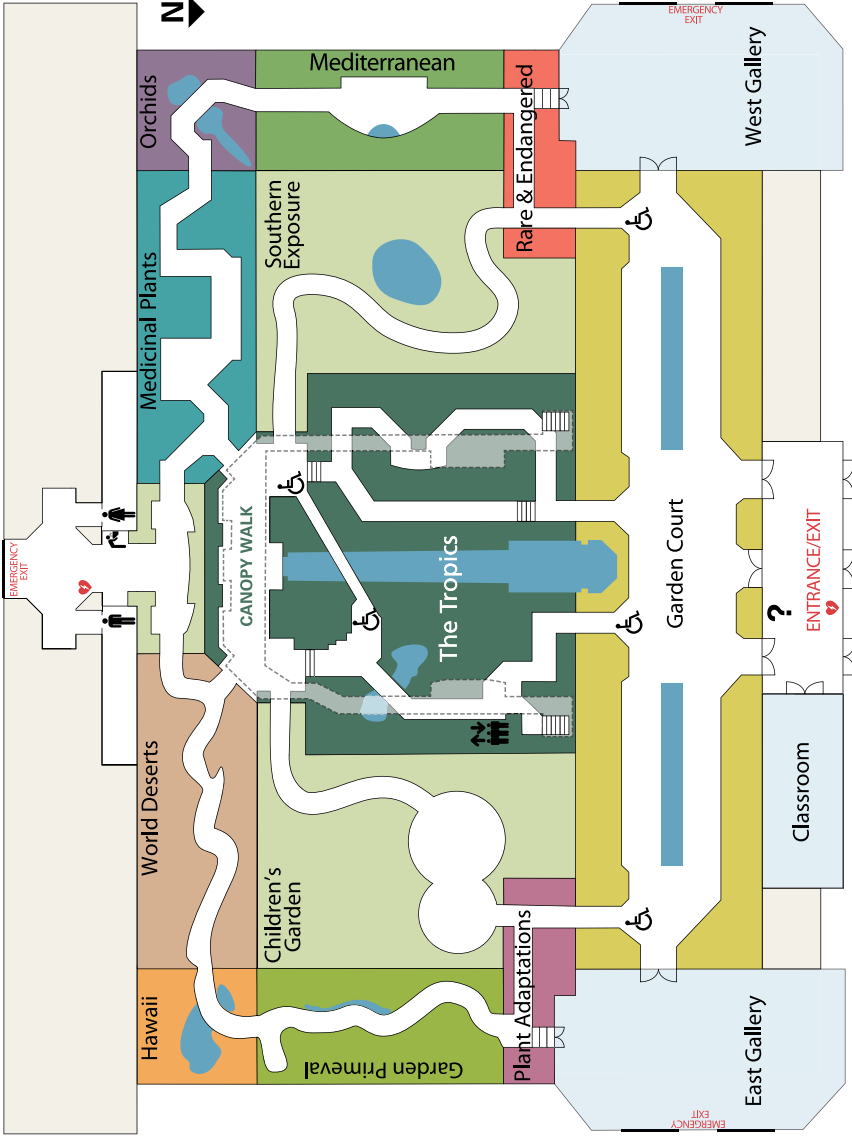 N
EMERGENCY
EXIT
West Gallery
Mediterranean
Orchids
Rare & Endangered
Southern
Exposure
Medicinal Plants
EMERGENCY
EXIT
CANOPY WALK
The Tropics
Garden Court
?
ENTRANCE/EXIT
World Deserts
Classroom
Children's
Garden
Hawaii
Garden Primeval
Plant Adaptations
East Gallery
EMERGENCY
EXIT